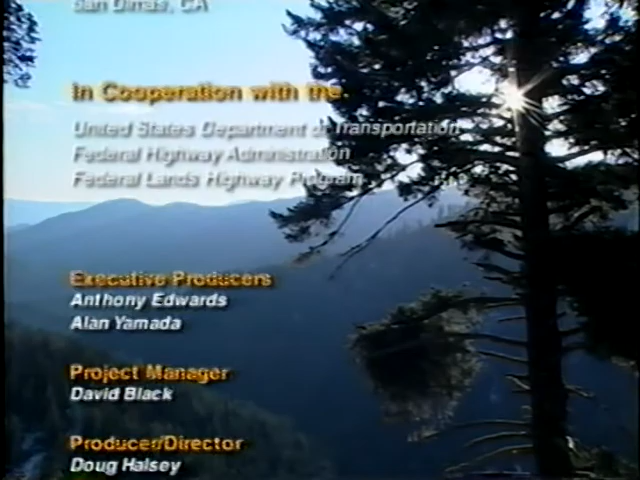 San Dimas, CA
In Cooperation with the
United States Department of Transportation
Federal Highway Administration
Federal Lands Highway Program
Executive Producers
Anthony Edwards
Alan Yamada
Project Manager
David Black
Producer/Director
Doug Halsey